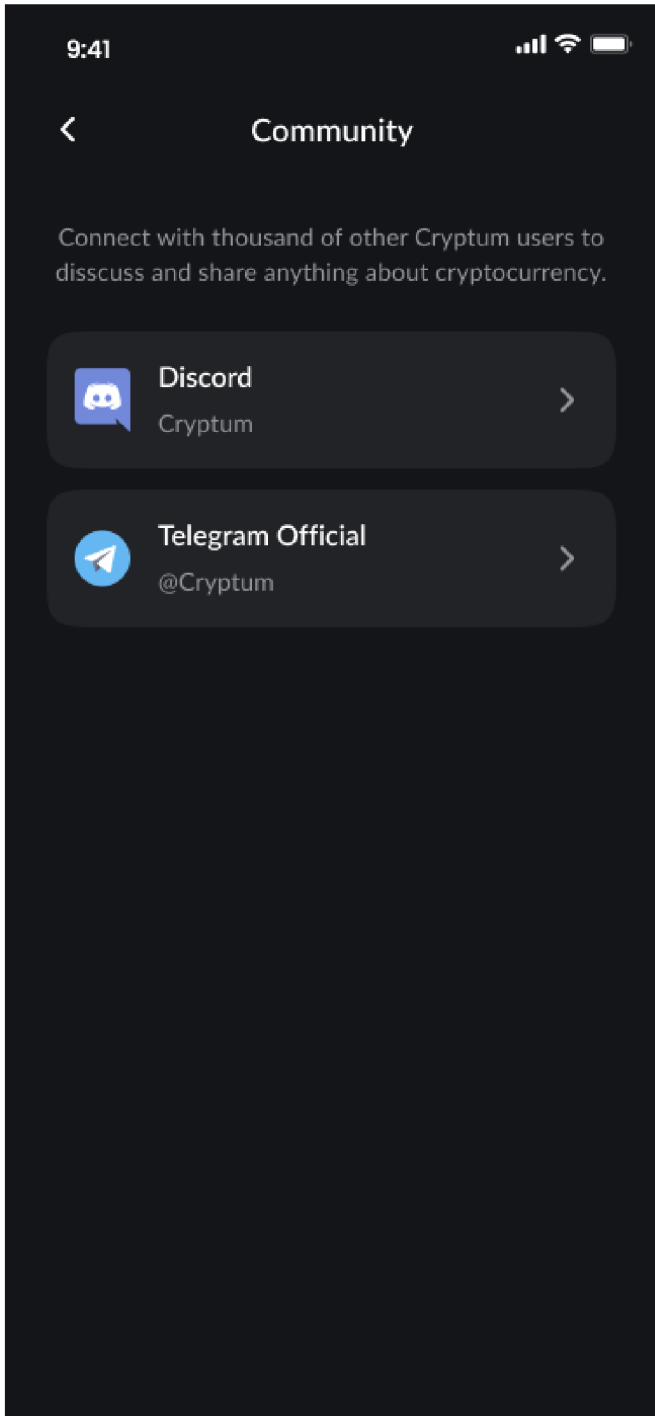 9:41
Community
Connect with thousand of other Cryptum users to
disscuss and share anything about cryptocurrency.
Discord
Cryptum
Telegram Official
@Cryptum